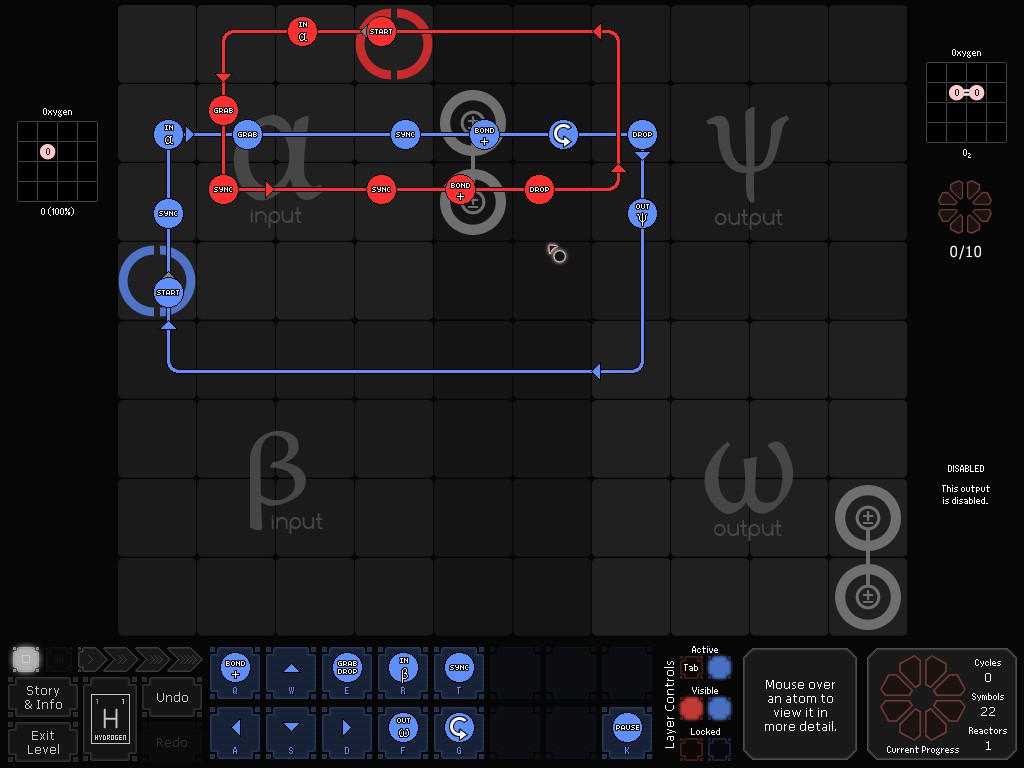 IN
α
START
Oxygen
O=O
O₂
Oxygen
O
O (100%)
GRAB
IN
α
GRAB
SYNC
±
BOND
+
DROP
α
input
ψ
output
SYNC
SYNC
BOND
+
±
DROP
SYNC
OUT
ψ
0/10
START
β
input
ω
output
DISABLED
This output
is disabled.
±
±
Story
& Info
Exit
Level
1 1
H
HYDROGEN
Undo
Redo
BOND
+
Q
W
GRAB
DROP
E
IN
β
R
SYNC
T
A
S
D
OUT
ω
F
G
PAUSE
K
Layer Controls
Active
Tab
Visible
Locked
Mouse over
an atom to
view it in
more detail.
Cycles
0
Symbols
22
Reactors
1
Current Progress